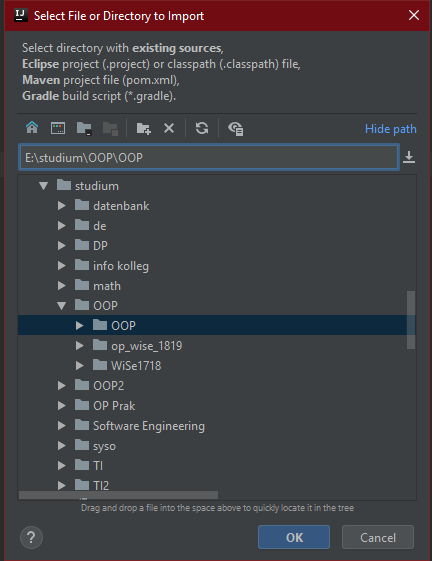 IJ
Select File or Directory to Import
Select directory with existing sources,
Eclipse project (.project) or classpath (.classpath) file,
Maven project file (pom.xml),
Gradle build script (*.gradle).
Hide path
E:\studium\OOP\OOP
studium
datenbank
de
DP
info kolleg
math
OOP
OOP
op_wise_1819
WiSe1718
OOP2
OP Prak
Software Engineering
syso
TI
TI2
Drag and drop a file into the space above to quickly locate it in the tree
?
OK
Cancel